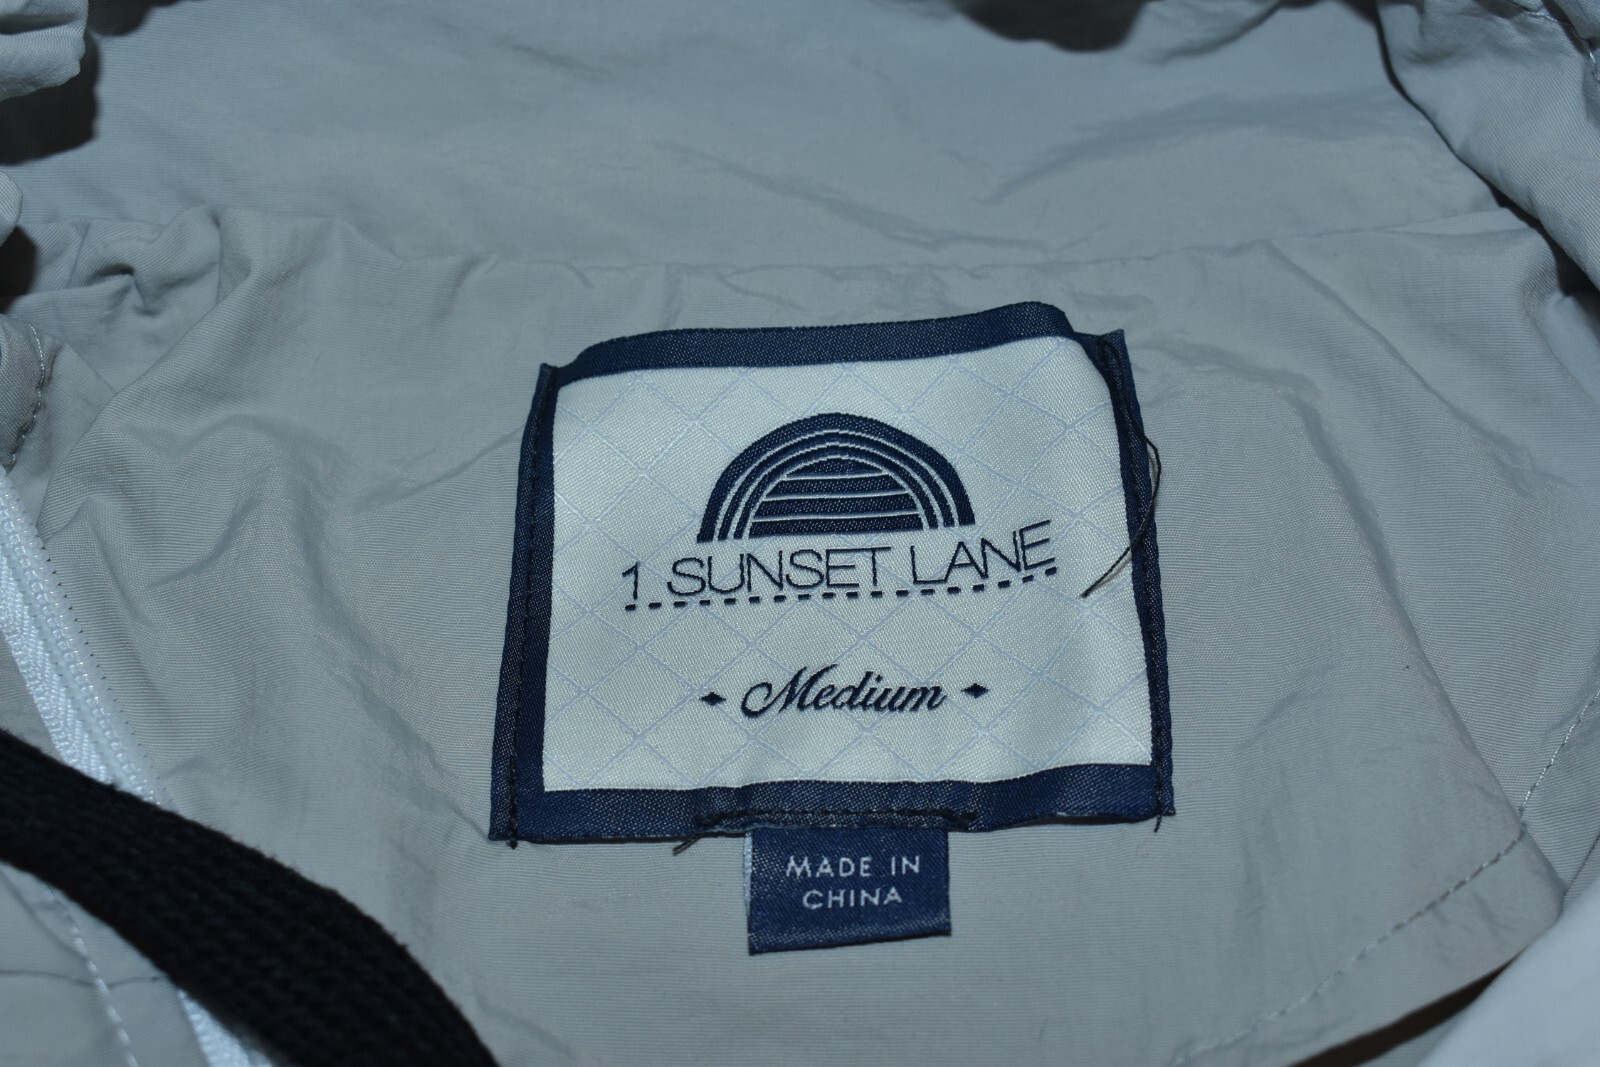 1 SUNSET LANE
Medium
MADE IN
CHINA